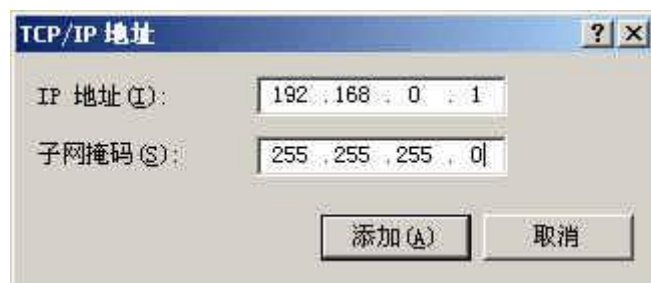 TCP/IP 地址
IP 地址(I): 192 .168 . 0 . 1
子网掩码(S): 255 .255 .255 . 0
添加(A) 取消